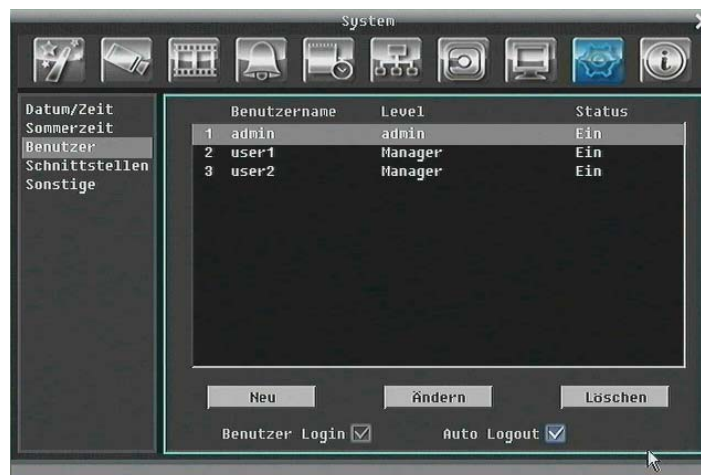 System
Datum/Zeit
Sommerzeit
Benutzer
Schnittstellen
Sonstige
Benutzername Level Status
1 admin admin Ein
2 user1 Manager Ein
3 user2 Manager Ein
Neu Ändern Löschen
Benutzer Login Auto Logout